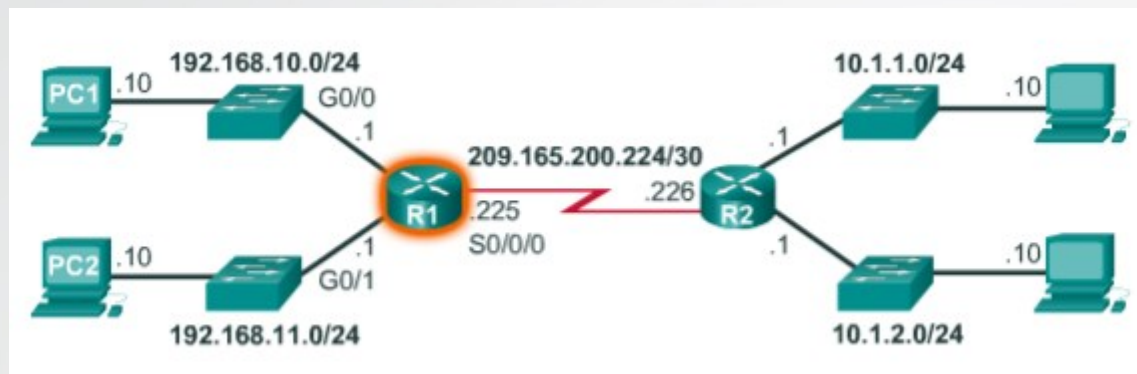 192.168.10.0/24
10.1.1.0/24
PC1
.10
G0/0
.10
.1
.1
209.165.200.224/30
R1
.225
.226
R2
S0/0/0
.1
.1
PC2
.10
G0/1
.10
192.168.11.0/24
10.1.2.0/24